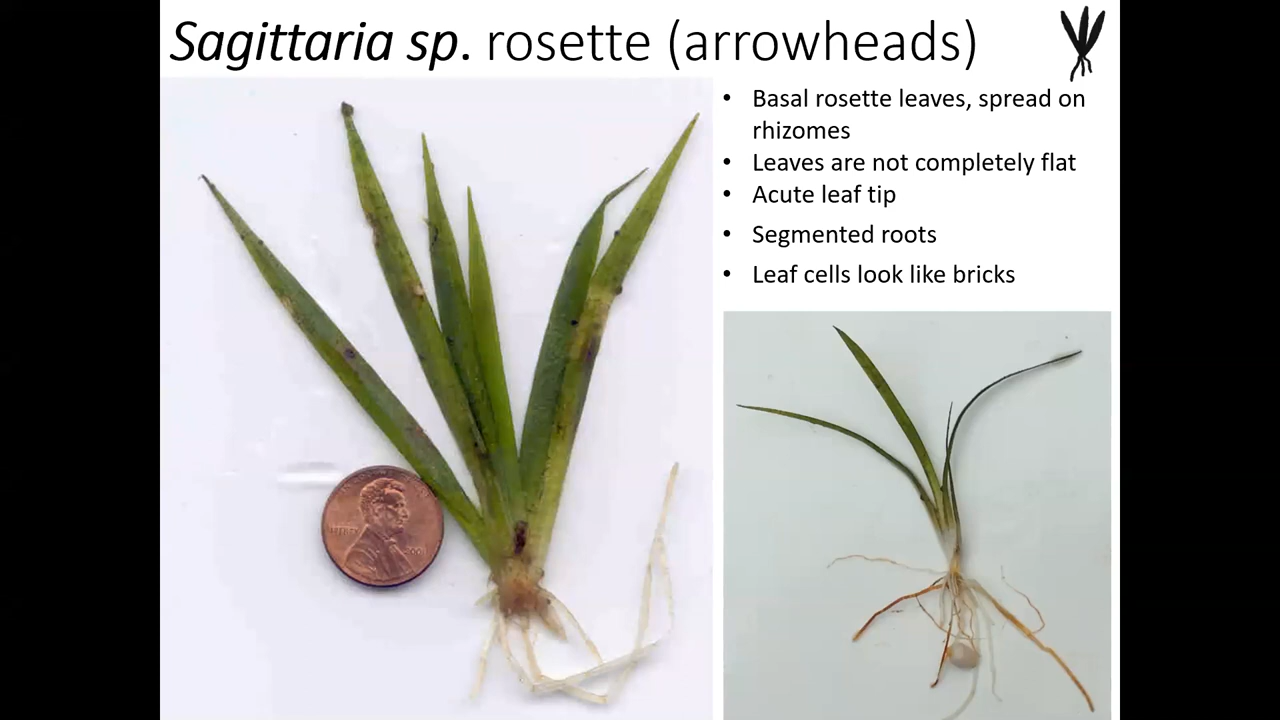 Sagittaria sp. rosette (arrowheads)
• Basal rosette leaves, spread on
rhizomes
• Leaves are not completely flat
• Acute leaf tip
• Segmented roots
• Leaf cells look like bricks
LIBERTY